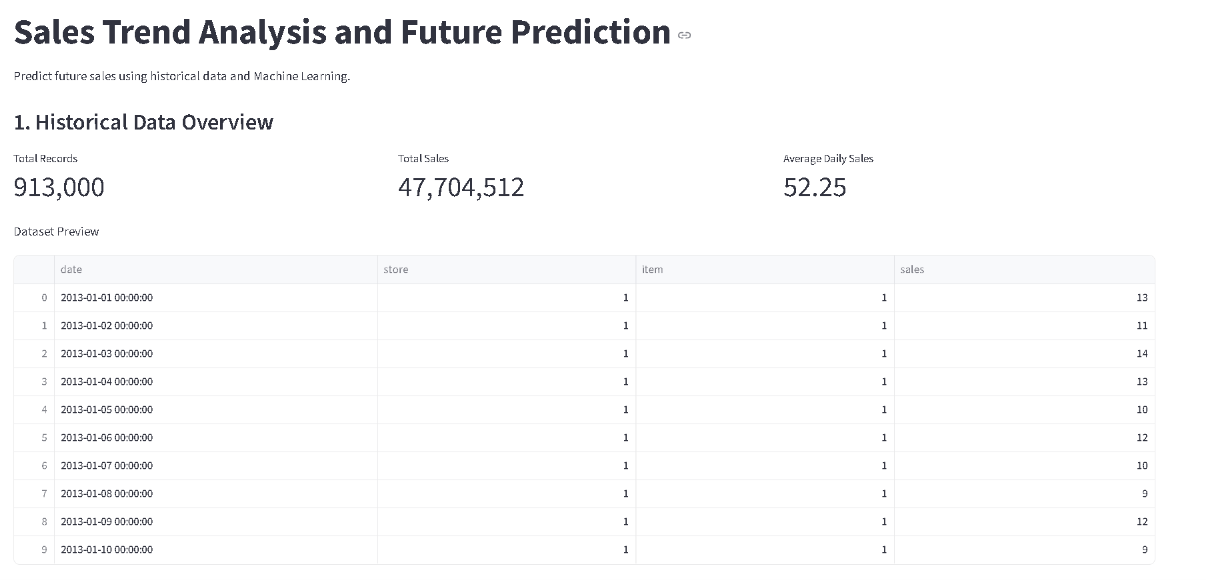 Sales Trend Analysis and Future Prediction
Predict future sales using historical data and Machine Learning.
1. Historical Data Overview
Total Records Total Sales Average Daily Sales
913,000 47,704,512 52.25
Dataset Preview
date store item sales
0 2013-01-01 00:00:00 1 1 13
1 2013-01-02 00:00:00 1 1 11
2 2013-01-03 00:00:00 1 1 14
3 2013-01-04 00:00:00 1 1 13
4 2013-01-05 00:00:00 1 1 10
5 2013-01-06 00:00:00 1 1 12
6 2013-01-07 00:00:00 1 1 10
7 2013-01-08 00:00:00 1 1 9
8 2013-01-09 00:00:00 1 1 12
9 2013-01-10 00:00:00 1 1 9